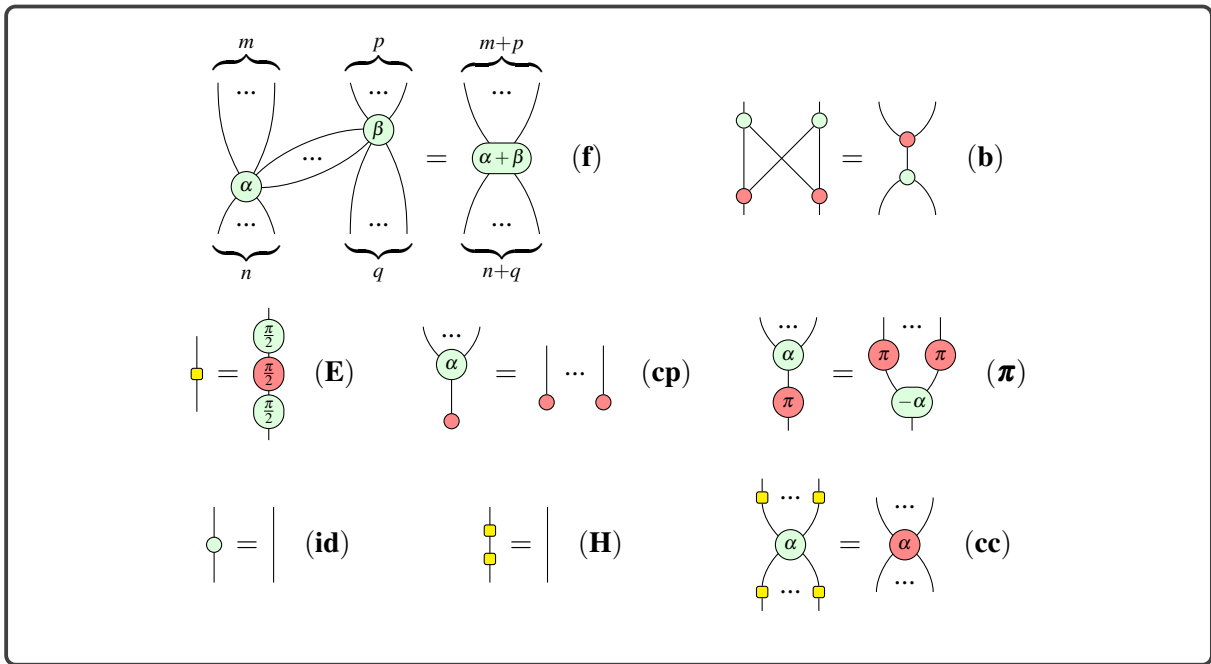 m p m+p
... ... ...
β
... = α + β (f) = (b)
α
... ... ...
n q n+q
... ... ... ...
π/2 α α π π
= π/2 (E) = ... (cp) = (π)
π/2 π −α
... ...
= (id) = (H) α = α (cc)
... ...